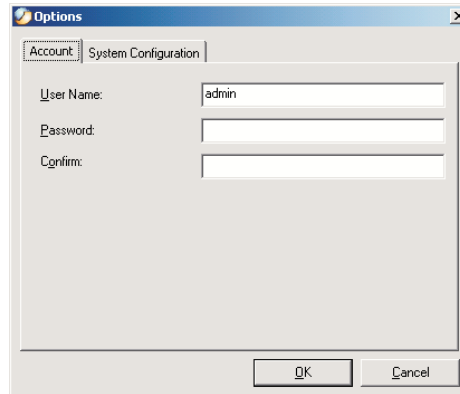 Options
Account System Configuration
User Name: admin
Password:
Confirm:
OK Cancel